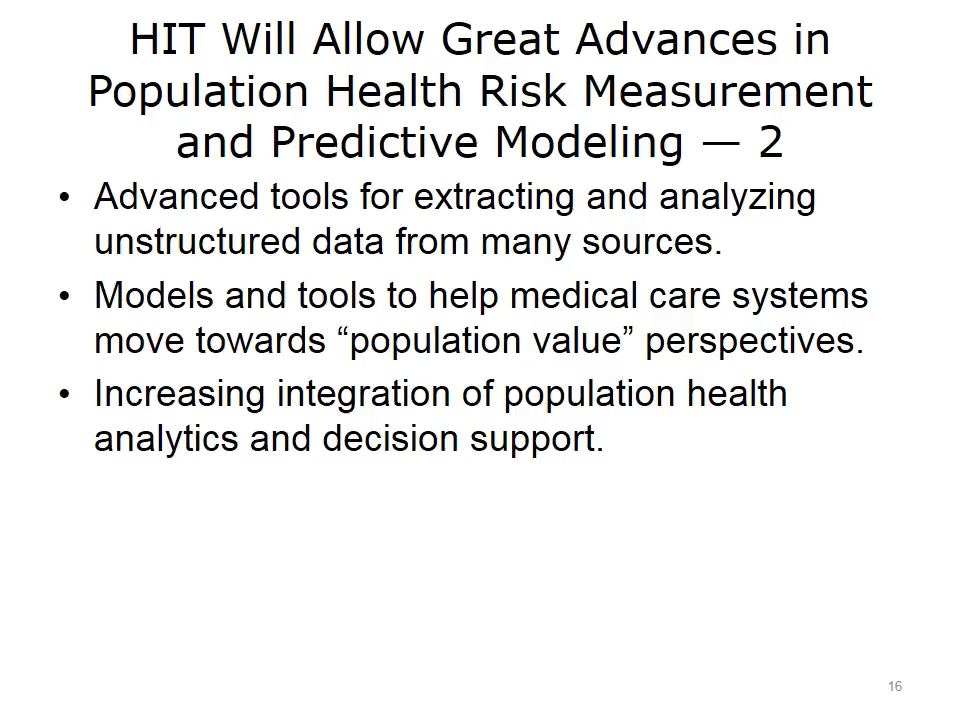 HIT Will Allow Great Advances in
Population Health Risk Measurement
and Predictive Modeling — 2
• Advanced tools for extracting and analyzing
unstructured data from many sources.
• Models and tools to help medical care systems
move towards “population value” perspectives.
• Increasing integration of population health
analytics and decision support.
16